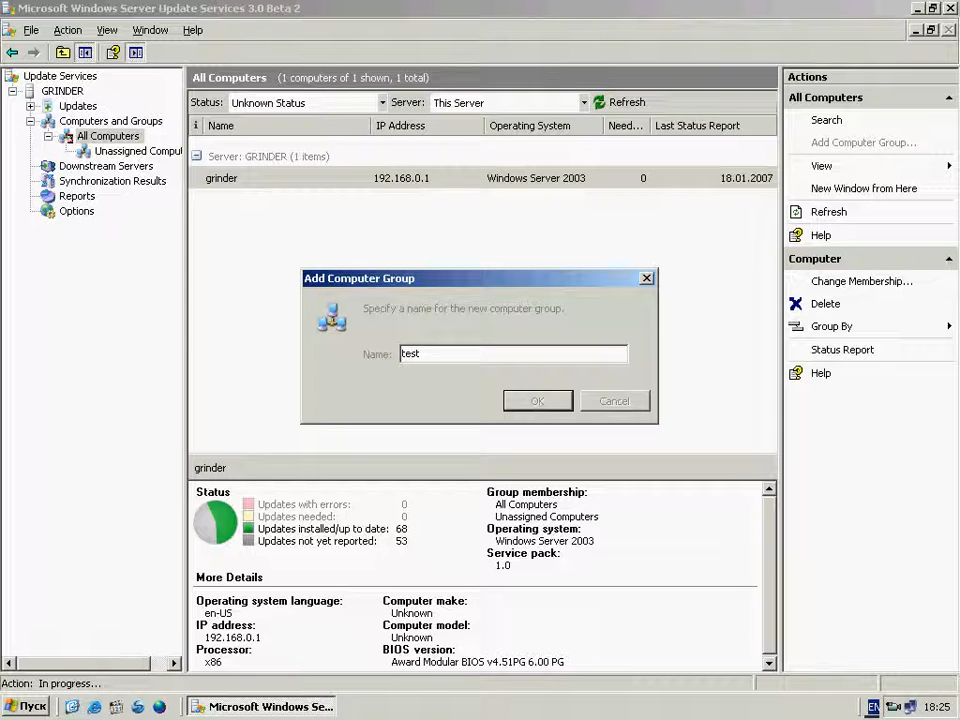 Microsoft Windows Server Update Services 3.0 Beta 2
File Action View Window Help
Update Services
GRINDER
Updates
Computers and Groups
All Computers
Unassigned Compu
Downstream Servers
Synchronization Results
Reports
Options
All Computers (1 computers of 1 shown, 1 total)
Status: Unknown Status Server: This Server Refresh
i Name IP Address Operating System Need... Last Status Report
Server: GRINDER (1 items)
grinder 192.168.0.1 Windows Server 2003 0 18.01.2007
Add Computer Group
Specify a name for the new computer group.
Name: test
OK Cancel
grinder
Status
Updates with errors: 0
Updates needed: 0
Updates installed/up to date: 68
Updates not yet reported: 53
Group membership:
All Computers
Unassigned Computers
Operating system:
Windows Server 2003
Service pack:
1.0
More Details
Operating system language:
en-US
IP address:
192.168.0.1
Processor:
x86
Computer make:
Unknown
Computer model:
Unknown
BIOS version:
Award Modular BIOS v4.51PG 6.00 PG
Actions
All Computers
Search
Add Computer Group...
View
New Window from Here
Refresh
Help
Computer
Change Membership...
Delete
Group By
Status Report
Help
Action: In progress...
Пуск Microsoft Windows Se... EN 18:25